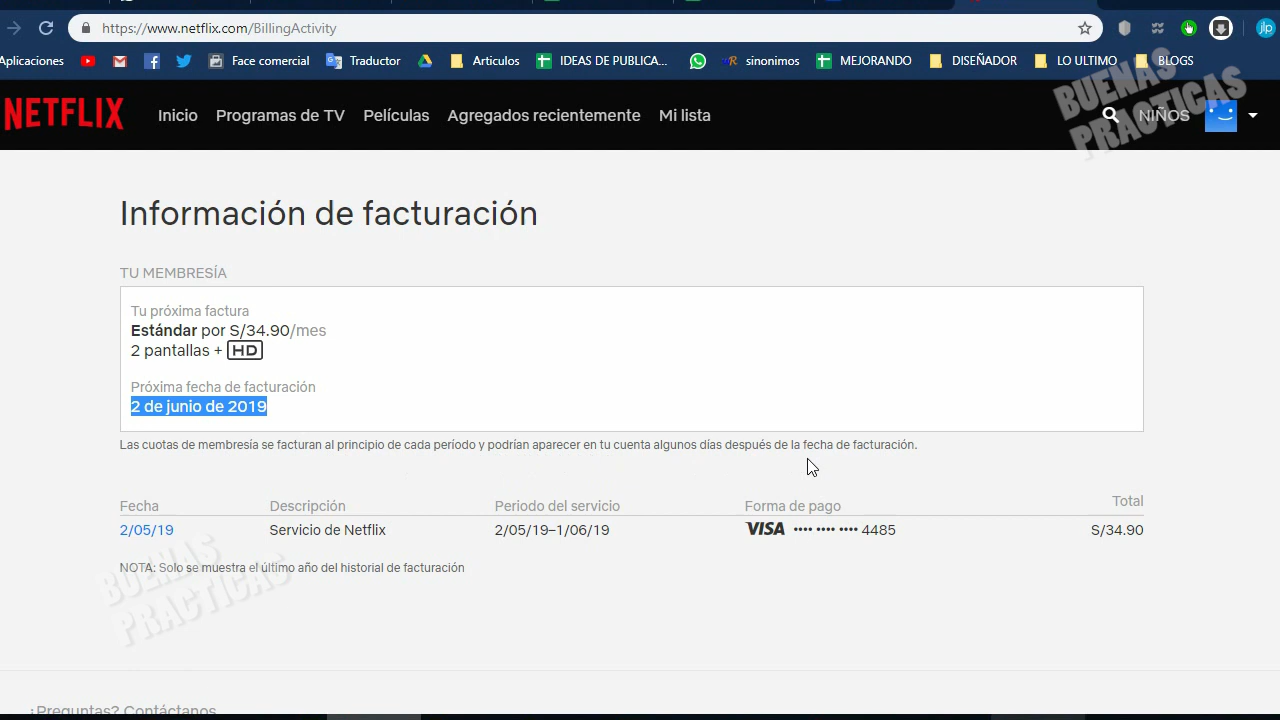 https://www.netflix.com/BillingActivity
Aplicaciones Face comercial Traductor Articulos IDEAS DE PUBLICA... sinonimos MEJORANDO DISEÑADOR LO ULTIMO BLOGS
NETFLIX Inicio Programas de TV Películas Agregados recientemente Mi lista NIÑOS
BUENAS
PRACTICAS
Información de facturación
TU MEMBRESÍA
Tu próxima factura
Estándar por S/34.90/mes
2 pantallas + HD
Próxima fecha de facturación
2 de junio de 2019
Las cuotas de membresía se facturan al principio de cada período y podrían aparecer en tu cuenta algunos días después de la fecha de facturación.
Fecha Descripción Periodo del servicio Forma de pago Total
2/05/19 Servicio de Netflix 2/05/19–1/06/19 VISA •••• •••• •••• 4485 S/34.90
NOTA: Solo se muestra el último año del historial de facturación
BUENAS
PRACTICAS
¿Preguntas? Contáctanos